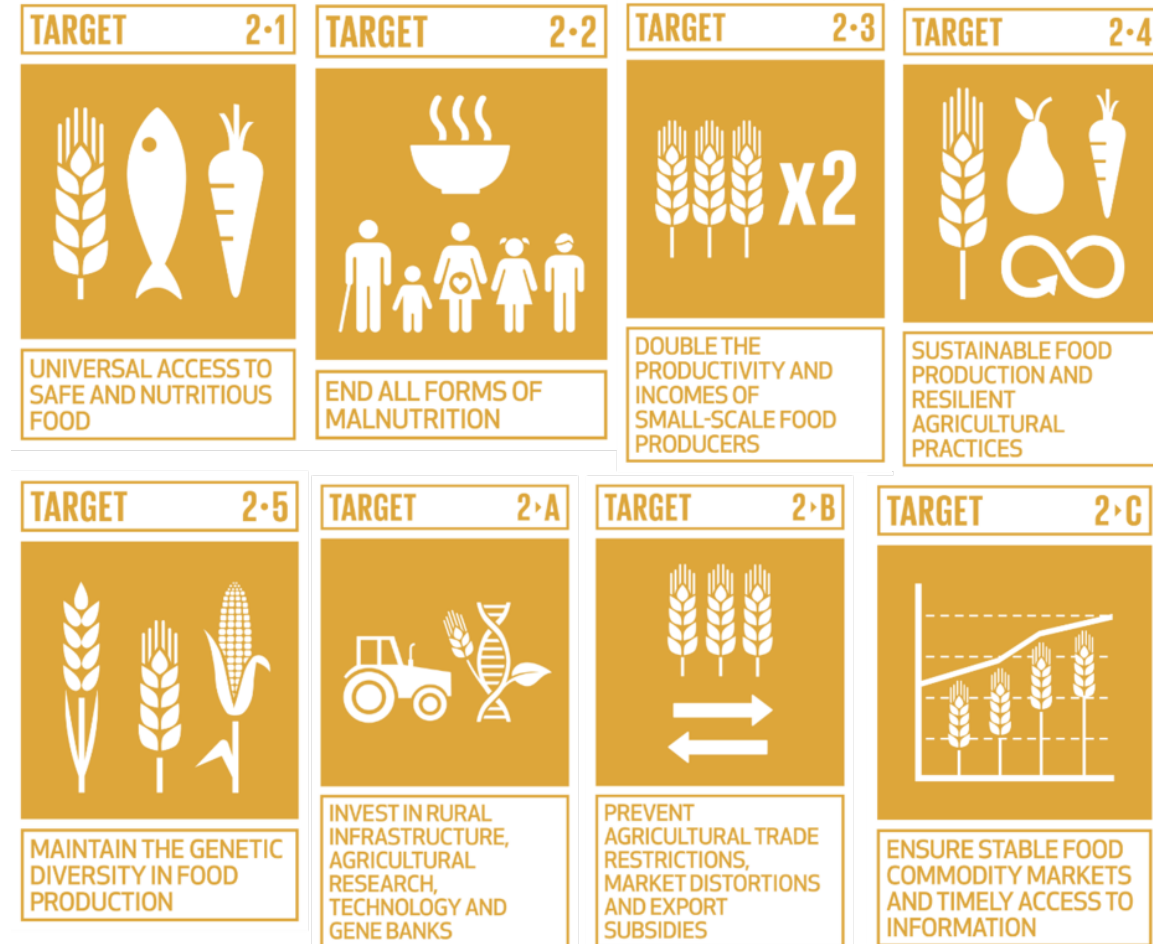 TARGET 2·1
UNIVERSAL ACCESS TO
SAFE AND NUTRITIOUS
FOOD
TARGET 2·2
END ALL FORMS OF
MALNUTRITION
TARGET 2·3
x2
DOUBLE THE
PRODUCTIVITY AND
INCOMES OF
SMALL-SCALE FOOD
PRODUCERS
TARGET 2·4
SUSTAINABLE FOOD
PRODUCTION AND
RESILIENT
AGRICULTURAL
PRACTICES
TARGET 2·5
MAINTAIN THE GENETIC
DIVERSITY IN FOOD
PRODUCTION
TARGET 2▸A
INVEST IN RURAL
INFRASTRUCTURE,
AGRICULTURAL
RESEARCH,
TECHNOLOGY AND
GENE BANKS
TARGET 2▸B
PREVENT
AGRICULTURAL TRADE
RESTRICTIONS,
MARKET DISTORTIONS
AND EXPORT
SUBSIDIES
TARGET 2▸C
ENSURE STABLE FOOD
COMMODITY MARKETS
AND TIMELY ACCESS TO
INFORMATION